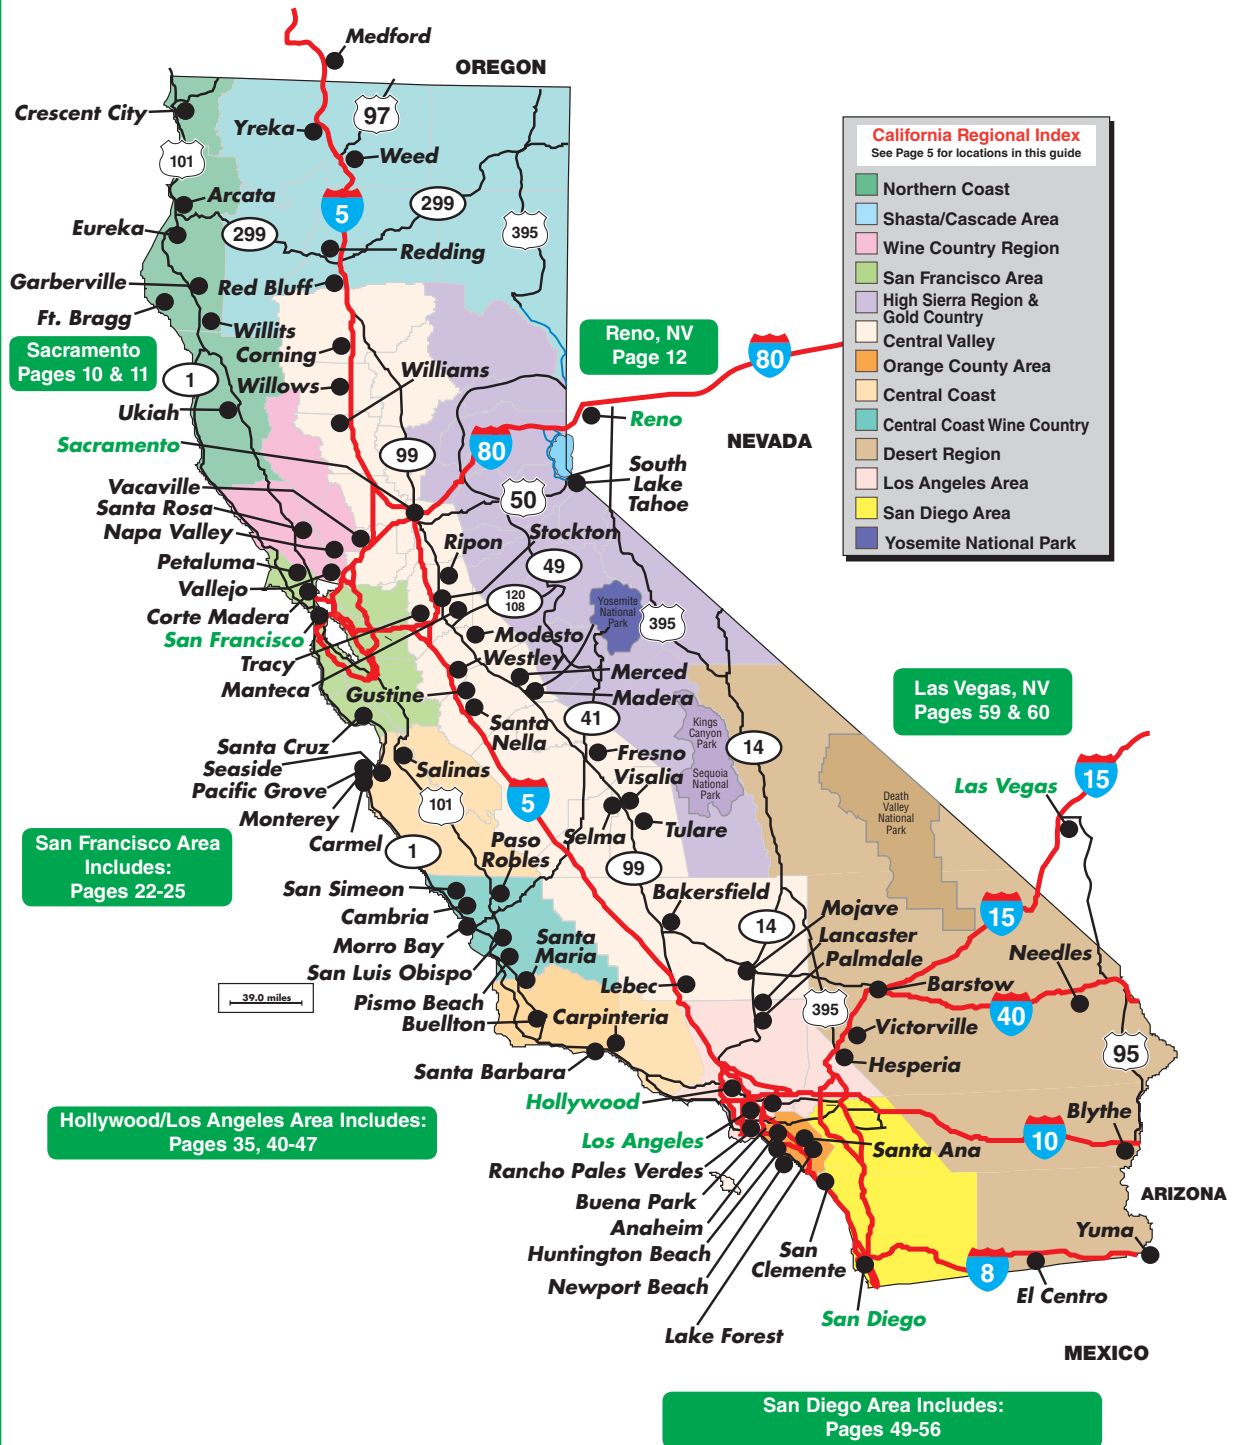 Medford
OREGON
Crescent City
97
Yreka
101
Weed
California Regional Index
See Page 5 for locations in this guide
Northern Coast
Shasta/Cascade Area
Wine Country Region
San Francisco Area
High Sierra Region &
Gold Country
Central Valley
Orange County Area
Central Coast
Central Coast Wine Country
Desert Region
Los Angeles Area
San Diego Area
Yosemite National Park
Arcata
5
299
Eureka
299
395
Redding
Garberville
Red Bluff
Ft. Bragg
Willits
Sacramento
Pages 10 & 11
Corning
Reno, NV
Page 12
80
1
Willows
Williams
Ukiah
Reno
Sacramento
NEVADA
99
80
South
Lake
Tahoe
Vacaville
50
Santa Rosa
Napa Valley
Stockton
Ripon
Petaluma
49
Vallejo
120
108
Yosemite
National
Park
395
Corte Madera
San Francisco
Modesto
Tracy
Westley
Merced
Manteca
Gustine
Madera
Las Vegas, NV
Pages 59 & 60
41
Santa
Nella
Kings
Canyon
Park
14
Santa Cruz
Fresno
Seaside
Salinas
Visalia
Sequoia
National
Park
15
Pacific Grove
5
Las Vegas
101
Death
Valley
National
Park
Monterey
Selma
Tulare
Carmel
1
Paso
Robles
San Francisco Area
Includes:
Pages 22-25
99
San Simeon
Bakersfield
15
Cambria
14
Mojave
Morro Bay
Santa
Maria
Lancaster
San Luis Obispo
Palmdale
Needles
39.0 miles
Pismo Beach
Lebec
Barstow
Buellton
Carpinteria
395
40
Victorville
95
Santa Barbara
Hesperia
Hollywood
Blythe
Hollywood/Los Angeles Area Includes:
Pages 35, 40-47
Los Angeles
10
Santa Ana
Rancho Pales Verdes
Buena Park
ARIZONA
Anaheim
Yuma
Huntington Beach
San
Clemente
8
Newport Beach
El Centro
San Diego
Lake Forest
MEXICO
San Diego Area Includes:
Pages 49-56